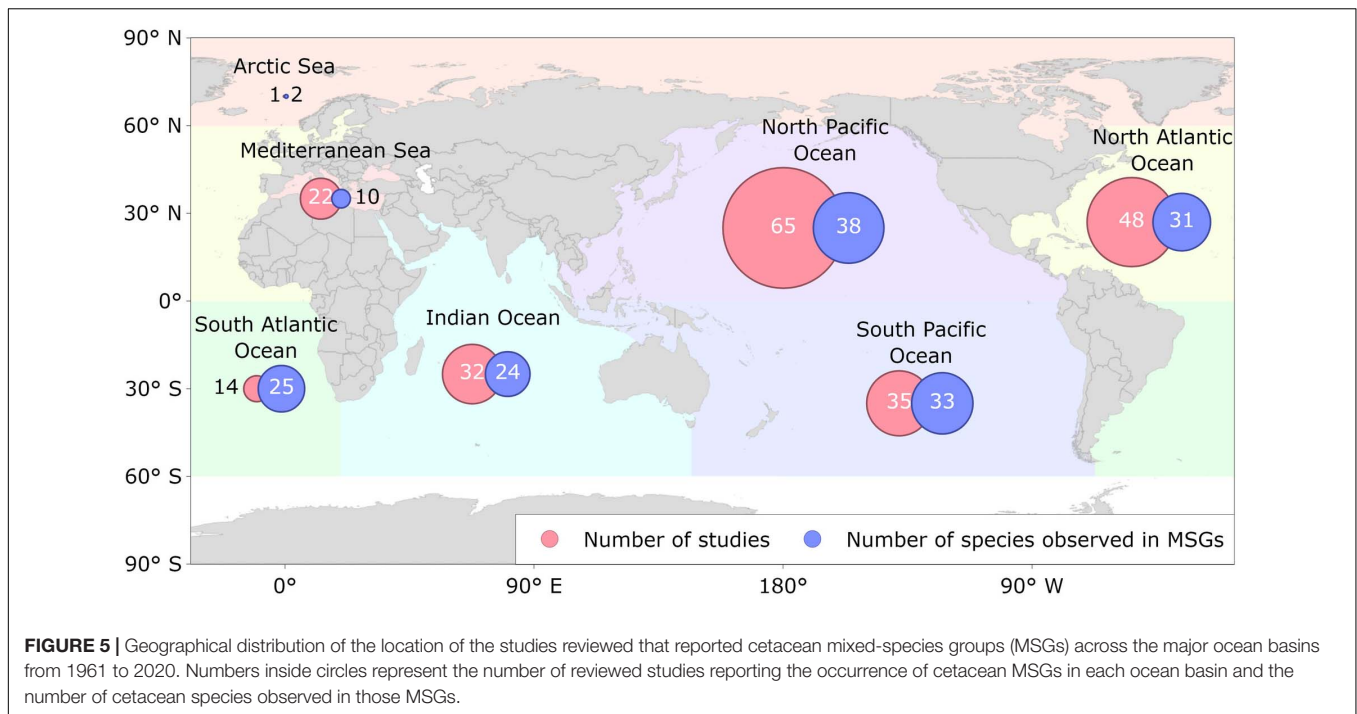 90° N
Arctic Sea
1 2
60° N
North Pacific
Ocean
North Atlantic
Ocean
Mediterranean Sea
22 10
30° N
65 38
48 31
0°
South Atlantic
Ocean
Indian Ocean
South Pacific
Ocean
30° S
14 25
32 24
35 33
60° S
Number of studies Number of species observed in MSGs
90° S
0° 90° E 180° 90° W
FIGURE 5 | Geographical distribution of the location of the studies reviewed that reported cetacean mixed-species groups (MSGs) across the major ocean basins
from 1961 to 2020. Numbers inside circles represent the number of reviewed studies reporting the occurrence of cetacean MSGs in each ocean basin and the
number of cetacean species observed in those MSGs.